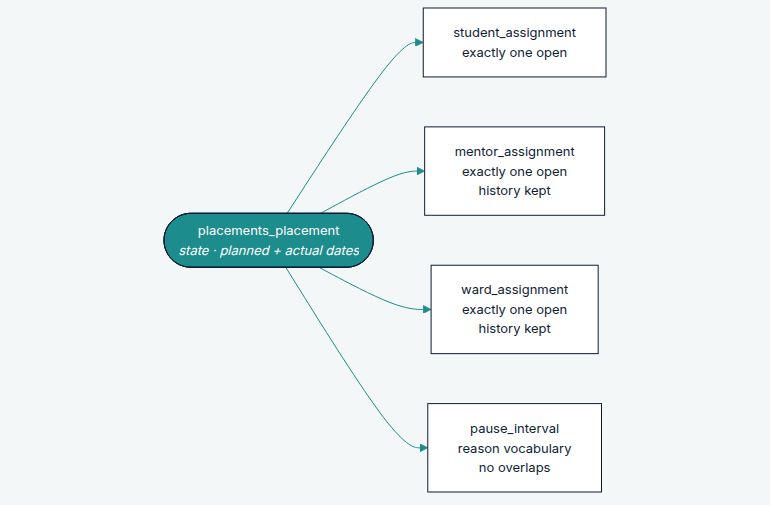 student_assignment
exactly one open
mentor_assignment
exactly one open
history kept
placements_placement
state · planned + actual dates
ward_assignment
exactly one open
history kept
pause_interval
reason vocabulary
no overlaps